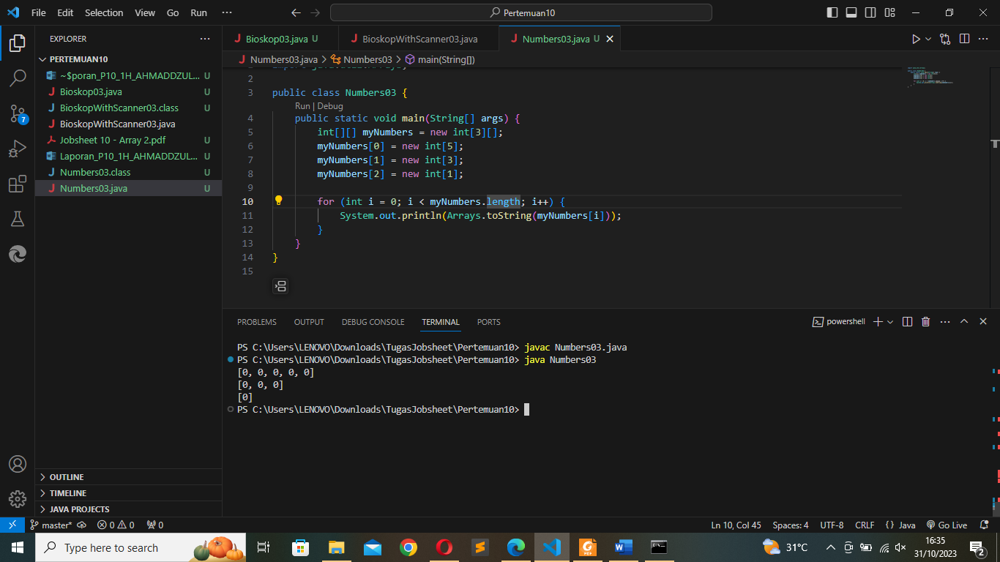 File Edit Selection View Go Run ··· Pertemuan10
EXPLORER ···
PERTEMUAN10
~$poran_P10_1H_AHMADDZUL... U
Bioskop03.java U
BioskopWithScanner03.class U
BioskopWithScanner03.java
Jobsheet 10 - Array 2.pdf U
Laporan_P10_1H_AHMADDZUL... U
Numbers03.class U
Numbers03.java U
OUTLINE
TIMELINE
JAVA PROJECTS
7
Bioskop03.java U BioskopWithScanner03.java Numbers03.java U
Numbers03.java > Numbers03 > main(String[])
2
3 public class Numbers03 {
Run | Debug
4 public static void main(String[] args) {
5 int[][] myNumbers = new int[3][];
6 myNumbers[0] = new int[5];
7 myNumbers[1] = new int[3];
8 myNumbers[2] = new int[1];
9
10 for (int i = 0; i < myNumbers.length; i++) {
11 System.out.println(Arrays.toString(myNumbers[i]));
12 }
13 }
14 }
15
PROBLEMS OUTPUT DEBUG CONSOLE TERMINAL PORTS powershell
PS C:\Users\LENOVO\Downloads\TugasJobsheet\Pertemuan10> javac Numbers03.java
PS C:\Users\LENOVO\Downloads\TugasJobsheet\Pertemuan10> java Numbers03
[0, 0, 0, 0, 0]
[0, 0, 0]
[0]
PS C:\Users\LENOVO\Downloads\TugasJobsheet\Pertemuan10>
master* 0 0 0 Ln 10, Col 45 Spaces: 4 UTF-8 CRLF {} Java Go Live
Type here to search 31°C 16:35
31/10/2023 2